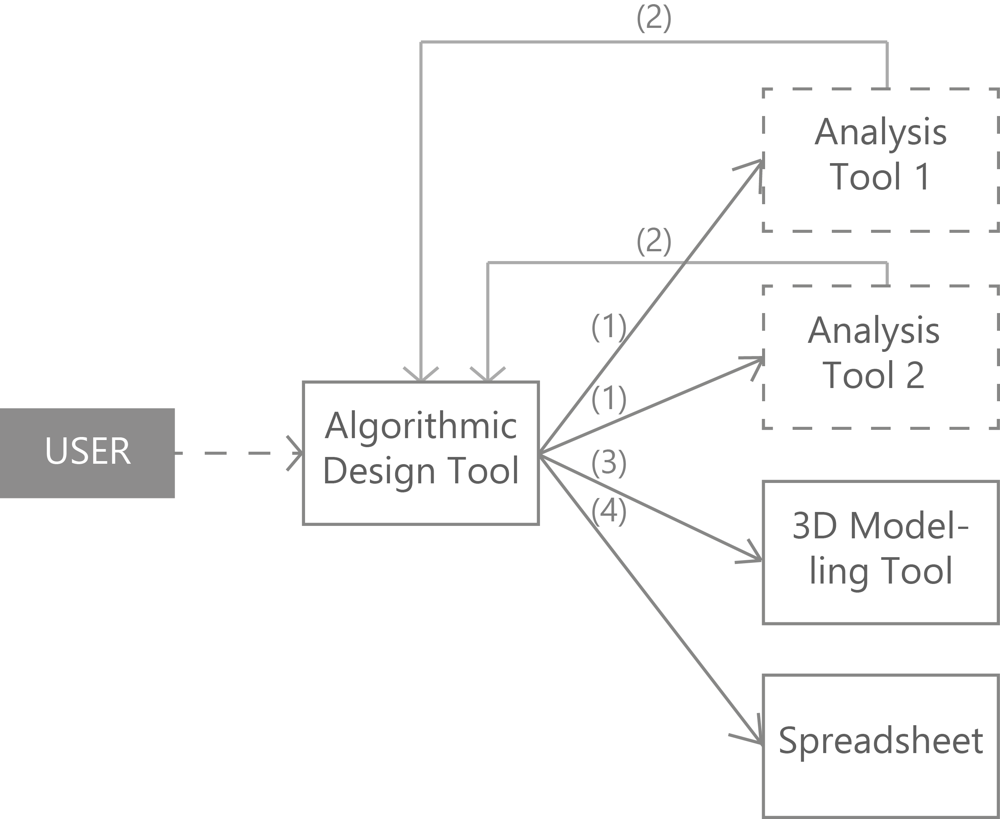 (2)
Analysis
Tool 1
(2)
(1)
Analysis
Tool 2
(1)
USER
Algorithmic
Design Tool
(3)
(4)
3D Model-
ling Tool
Spreadsheet